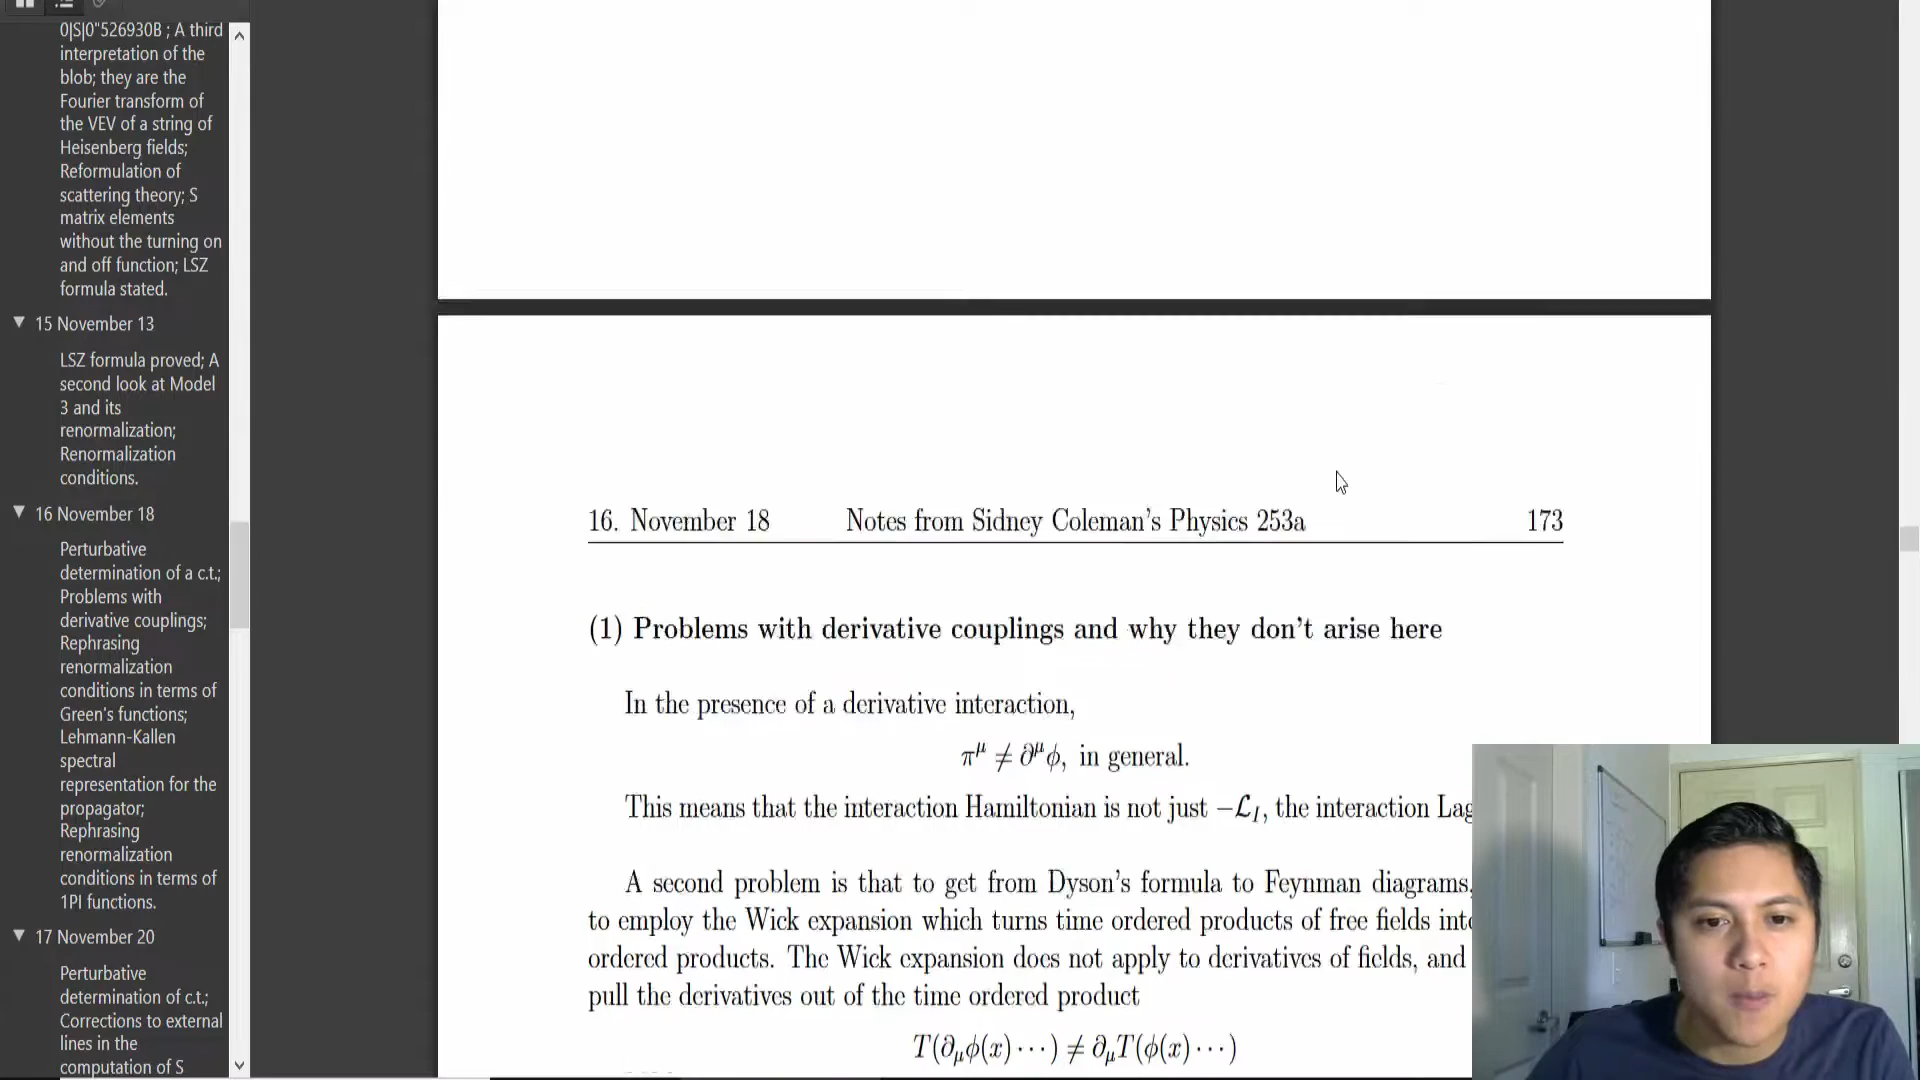 0|S|0"526930B ; A third
interpretation of the
blob; they are the
Fourier transform of
the VEV of a string of
Heisenberg fields;
Reformulation of
scattering theory; S
matrix elements
without the turning on
and off function; LSZ
formula stated.
15 November 13
LSZ formula proved; A
second look at Model
3 and its
renormalization;
Renormalization
conditions.
16 November 18
Perturbative
determination of a c.t.;
Problems with
derivative couplings;
Rephrasing
renormalization
conditions in terms of
Green's functions;
Lehmann-Kallen
spectral
representation for the
propagator;
Rephrasing
renormalization
conditions in terms of
1PI functions.
17 November 20
Perturbative
determination of c.t.;
Corrections to external
lines in the
computation of S
16. November 18 Notes from Sidney Coleman's Physics 253a 173
(1) Problems with derivative couplings and why they don't arise here
In the presence of a derivative interaction,
π^μ ≠ ∂^μϕ, in general.
This means that the interaction Hamiltonian is not just −ℒ_I, the interaction Lag
A second problem is that to get from Dyson's formula to Feynman diagrams,
to employ the Wick expansion which turns time ordered products of free fields into
ordered products. The Wick expansion does not apply to derivatives of fields, and
pull the derivatives out of the time ordered product
T(∂_μϕ(x) ⋯) ≠ ∂_μT(ϕ(x) ⋯)